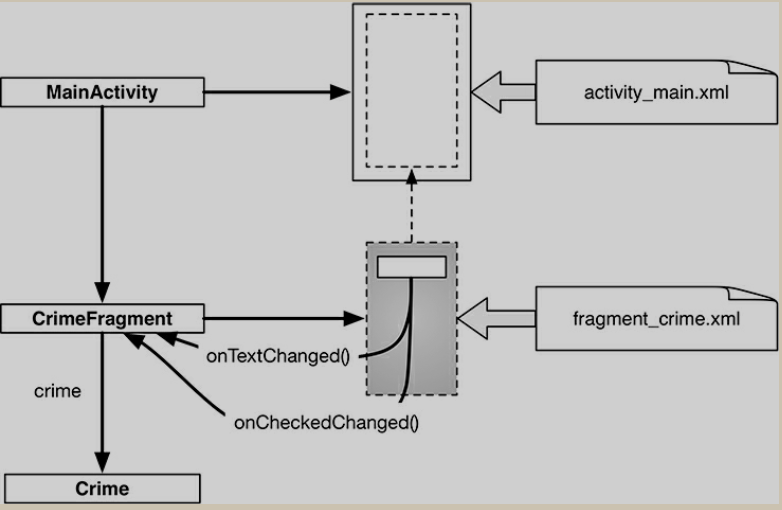 MainActivity
activity_main.xml
CrimeFragment
fragment_crime.xml
onTextChanged()
crime
onCheckedChanged()
Crime